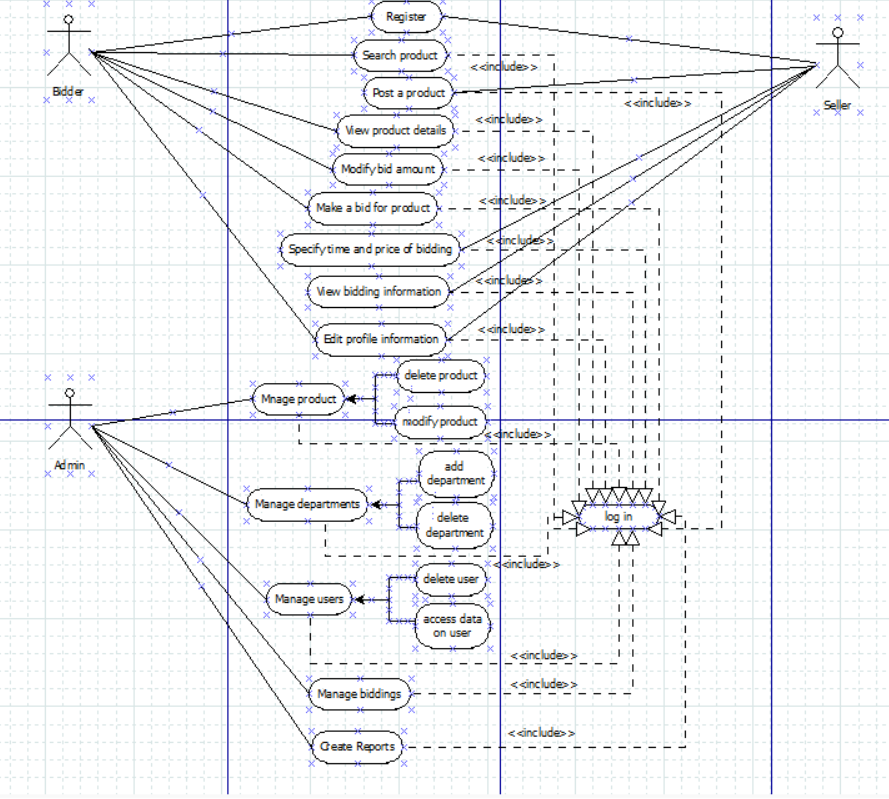 Register
Search product
<<include>>
Bidder
Post a product
<<include>>
Seller
View product details
<<include>>
Modify bid amount
<<include>>
Make a bid for product
<<include>>
Specify time and price of bidding
<<include>>
View bidding information
<<include>>
Edit profile information
<<include>>
delete product
Mnage product
modify product
<<include>>
Admin
add
department
Manage departments
delete
department
log in
<<include>>
delete user
Manage users
access data
on user
<<include>>
Manage biddings
<<include>>
Create Reports
<<include>>